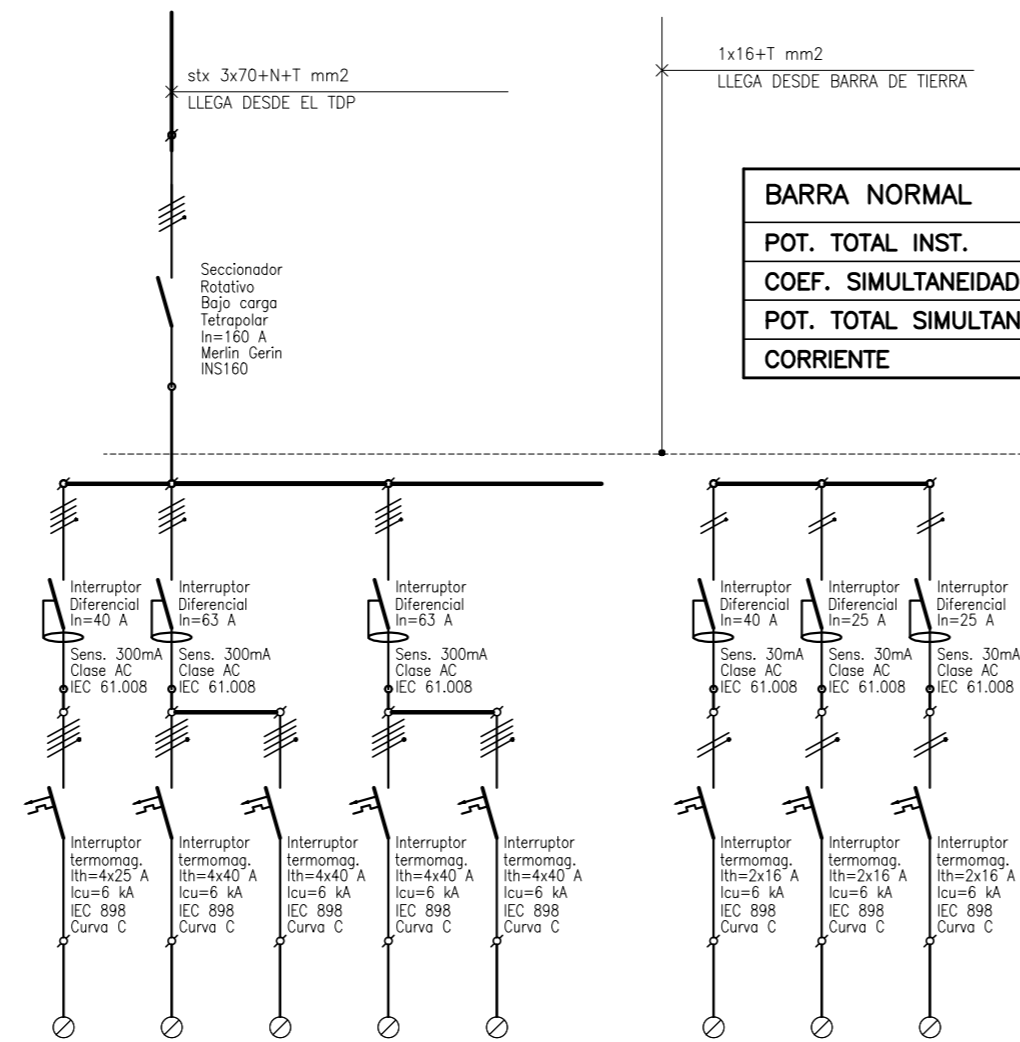 stx 3x70+N+T mm2
LLEGA DESDE EL TDP
1x16+T mm2
LLEGA DESDE BARRA DE TIERRA
BARRA NORMAL
POT. TOTAL INST.
COEF. SIMULTANEIDAD
POT. TOTAL SIMULTAN
CORRIENTE
Seccionador
Rotativo
Bajo carga
Tetrapolar
In=160 A
Merlin Gerin
INS160
Interruptor
Diferencial
In=40 A
Sens. 300mA
Clase AC
IEC 61.008
Interruptor
Diferencial
In=63 A
Sens. 300mA
Clase AC
IEC 61.008
Interruptor
Diferencial
In=63 A
Sens. 300mA
Clase AC
IEC 61.008
Interruptor
Diferencial
In=40 A
Sens. 30mA
Clase AC
IEC 61.008
Interruptor
Diferencial
In=25 A
Sens. 30mA
Clase AC
IEC 61.008
Interruptor
Diferencial
In=25 A
Sens. 30mA
Clase AC
IEC 61.008
Interruptor
termomag.
Ith=4x25 A
Icu=6 kA
IEC 898
Curva C
Interruptor
termomag.
Ith=4x40 A
Icu=6 kA
IEC 898
Curva C
Interruptor
termomag.
Ith=4x40 A
Icu=6 kA
IEC 898
Curva C
Interruptor
termomag.
Ith=4x40 A
Icu=6 kA
IEC 898
Curva C
Interruptor
termomag.
Ith=4x40 A
Icu=6 kA
IEC 898
Curva C
Interruptor
termomag.
Ith=2x16 A
Icu=6 kA
IEC 898
Curva C
Interruptor
termomag.
Ith=2x16 A
Icu=6 kA
IEC 898
Curva C
Interruptor
termomag.
Ith=2x16 A
Icu=6 kA
IEC 898
Curva C